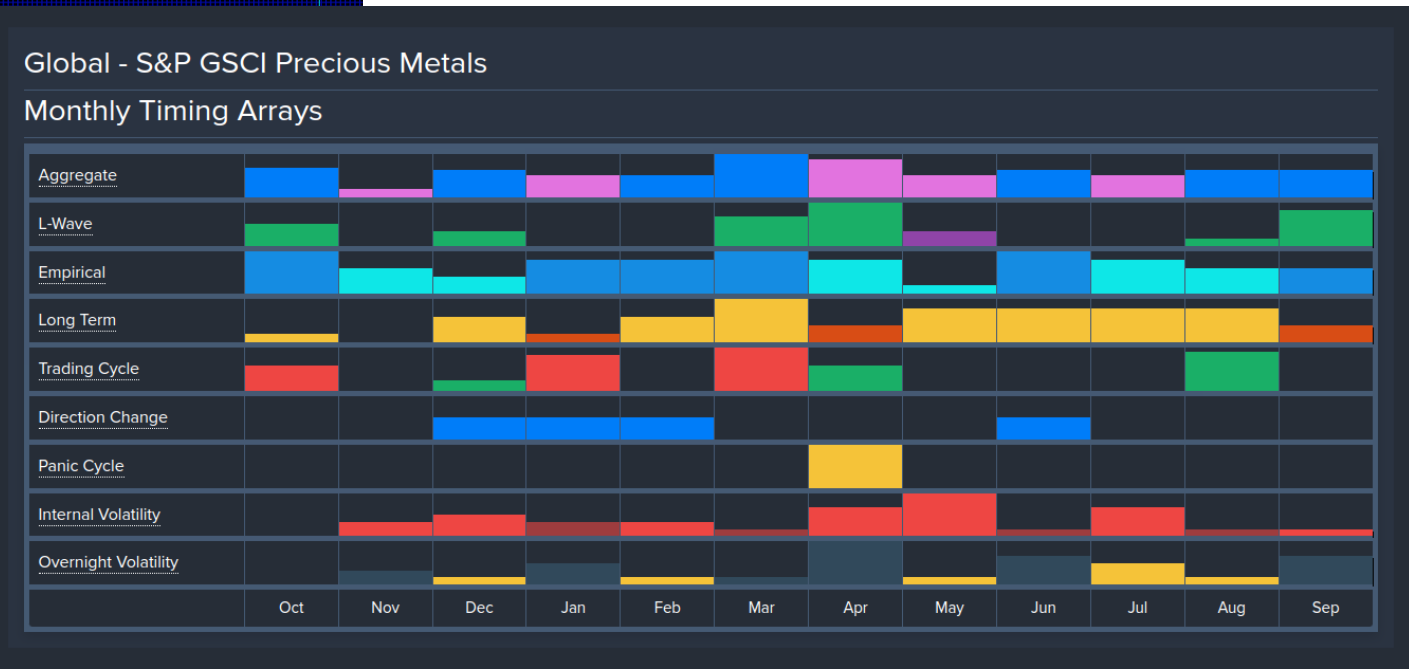 Global - S&P GSCI Precious Metals
Monthly Timing Arrays
Aggregate
L-Wave
Empirical
Long Term
Trading Cycle
Direction Change
Panic Cycle
Internal Volatility
Overnight Volatility
Oct Nov Dec Jan Feb Mar Apr May Jun Jul Aug Sep